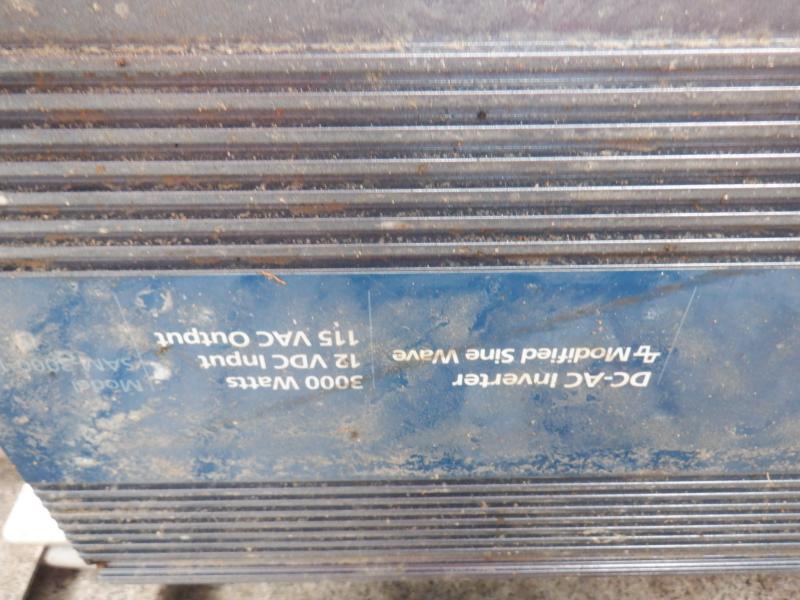 DC-AC Inverter
Modified Sine Wave
3000 Watts
12 VDC Input
115 VAC Output
Model